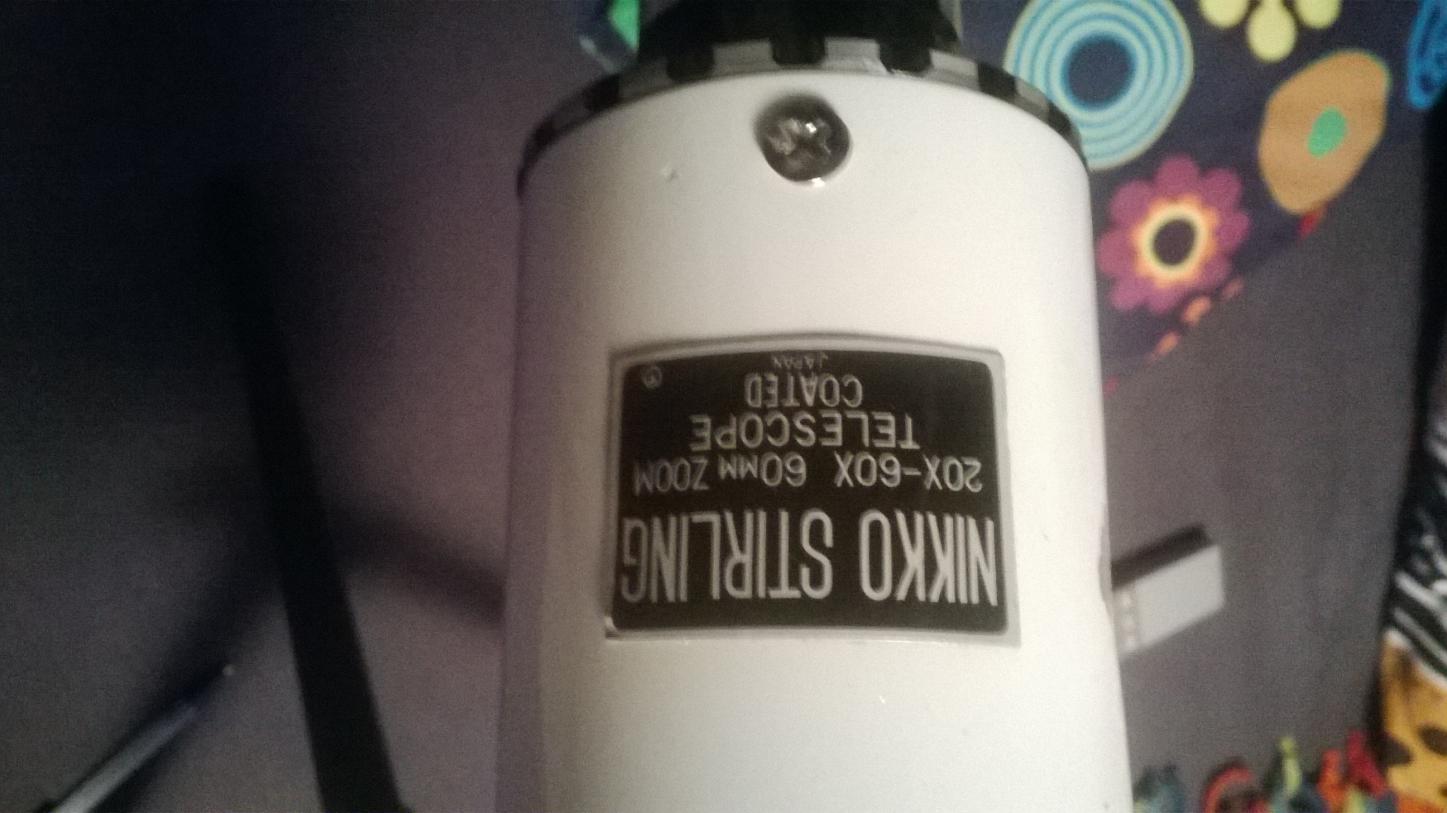 NIKKO STIRLING
20X-60X 60MM ZOOM
TELESCOPE
COATED
JAPAN